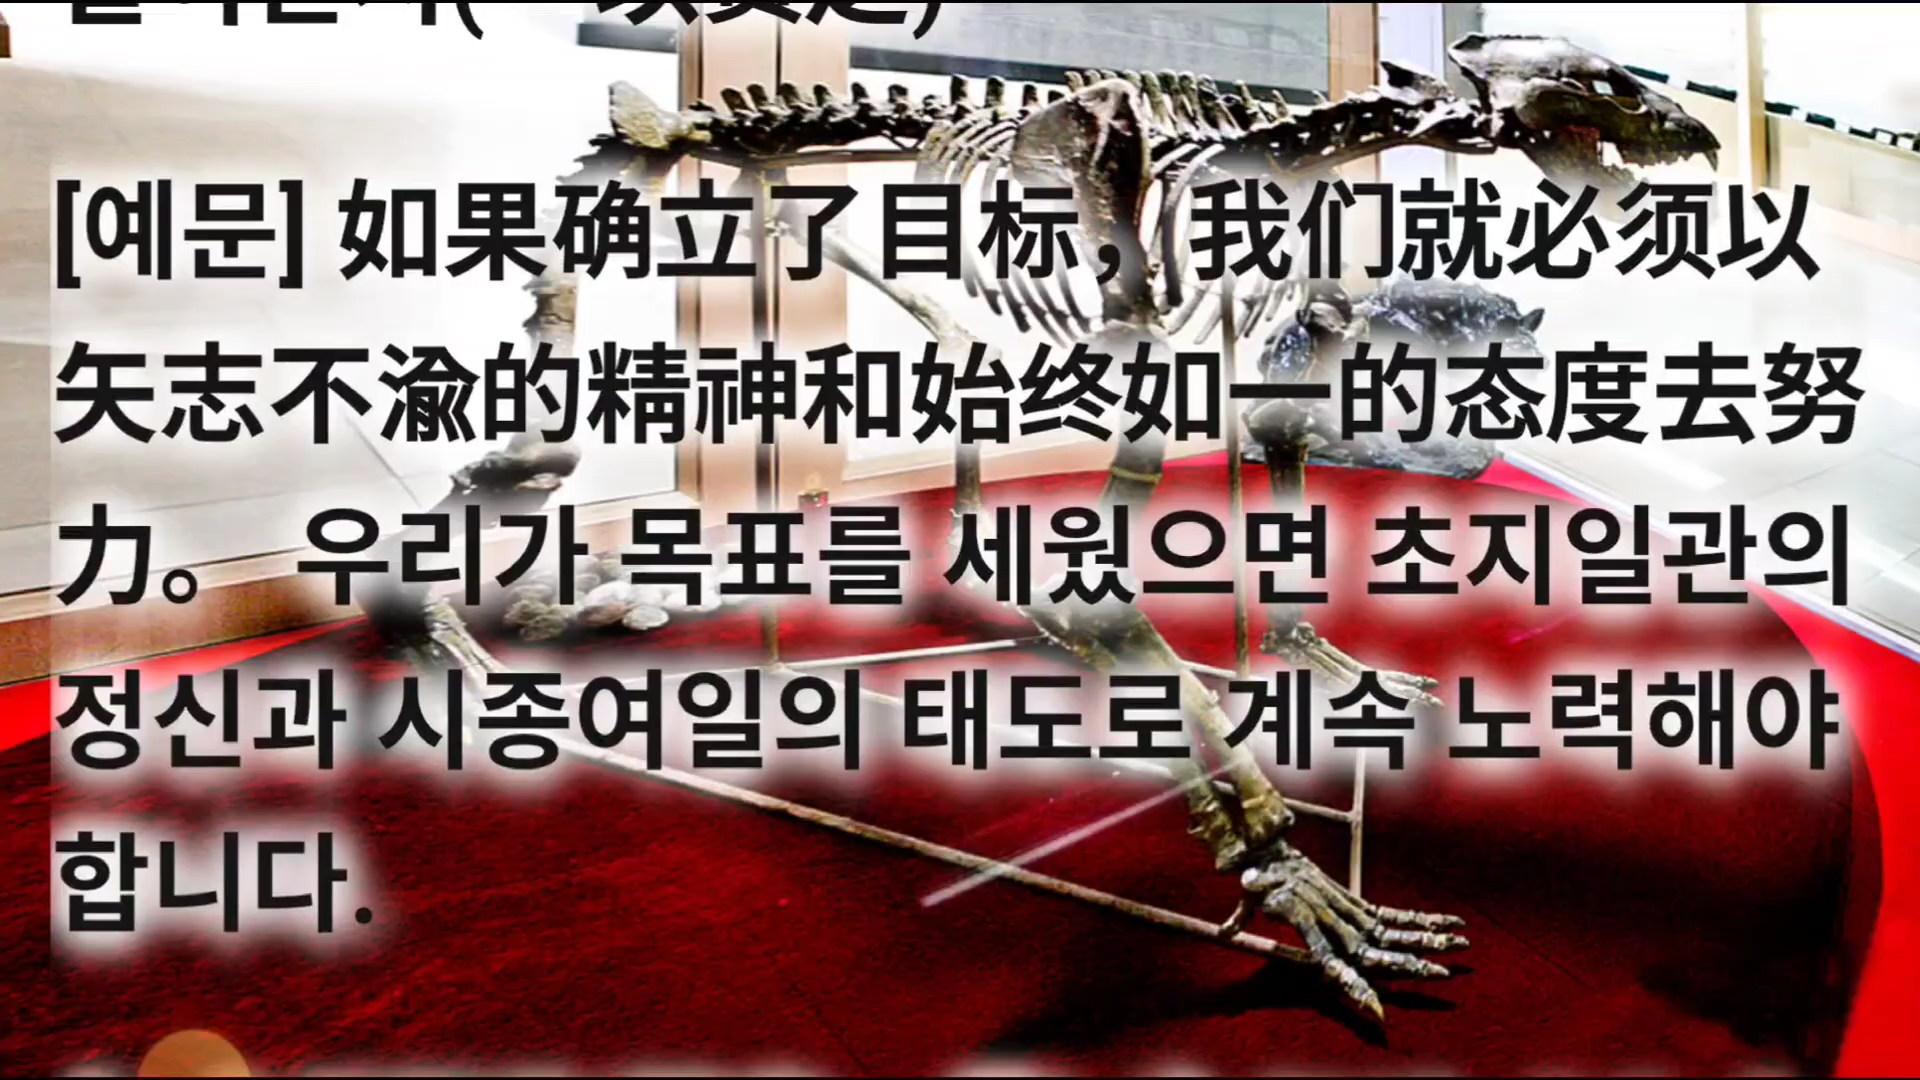 [예문] 如果确立了目标，我们就必须以
矢志不渝的精神和始终如一的态度去努
力。 우리가 목표를 세웠으면 초지일관의
정신과 시종여일의 태도로 계속 노력해야
합니다.